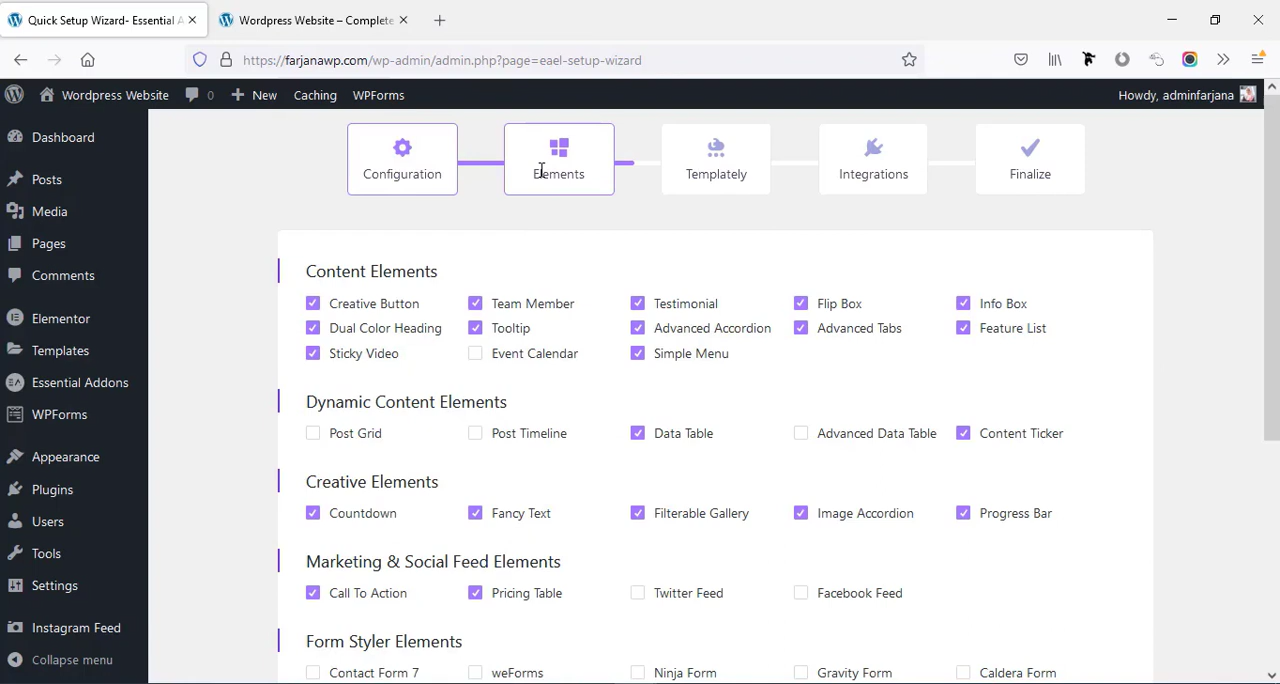 Quick Setup Wizard- Essential A
Wordpress Website – Complete
https://farjanawp.com/wp-admin/admin.php?page=eael-setup-wizard
Wordpress Website 0 New Caching WPForms Howdy, adminfarjana
Dashboard
Posts
Media
Pages
Comments
Elementor
Templates
Essential Addons
WPForms
Appearance
Plugins
Users
Tools
Settings
Instagram Feed
Collapse menu
Configuration Elements Templately Integrations Finalize
Content Elements
Creative Button Team Member Testimonial Flip Box Info Box
Dual Color Heading Tooltip Advanced Accordion Advanced Tabs Feature List
Sticky Video Event Calendar Simple Menu
Dynamic Content Elements
Post Grid Post Timeline Data Table Advanced Data Table Content Ticker
Creative Elements
Countdown Fancy Text Filterable Gallery Image Accordion Progress Bar
Marketing & Social Feed Elements
Call To Action Pricing Table Twitter Feed Facebook Feed
Form Styler Elements
Contact Form 7 weForms Ninja Form Gravity Form Caldera Form